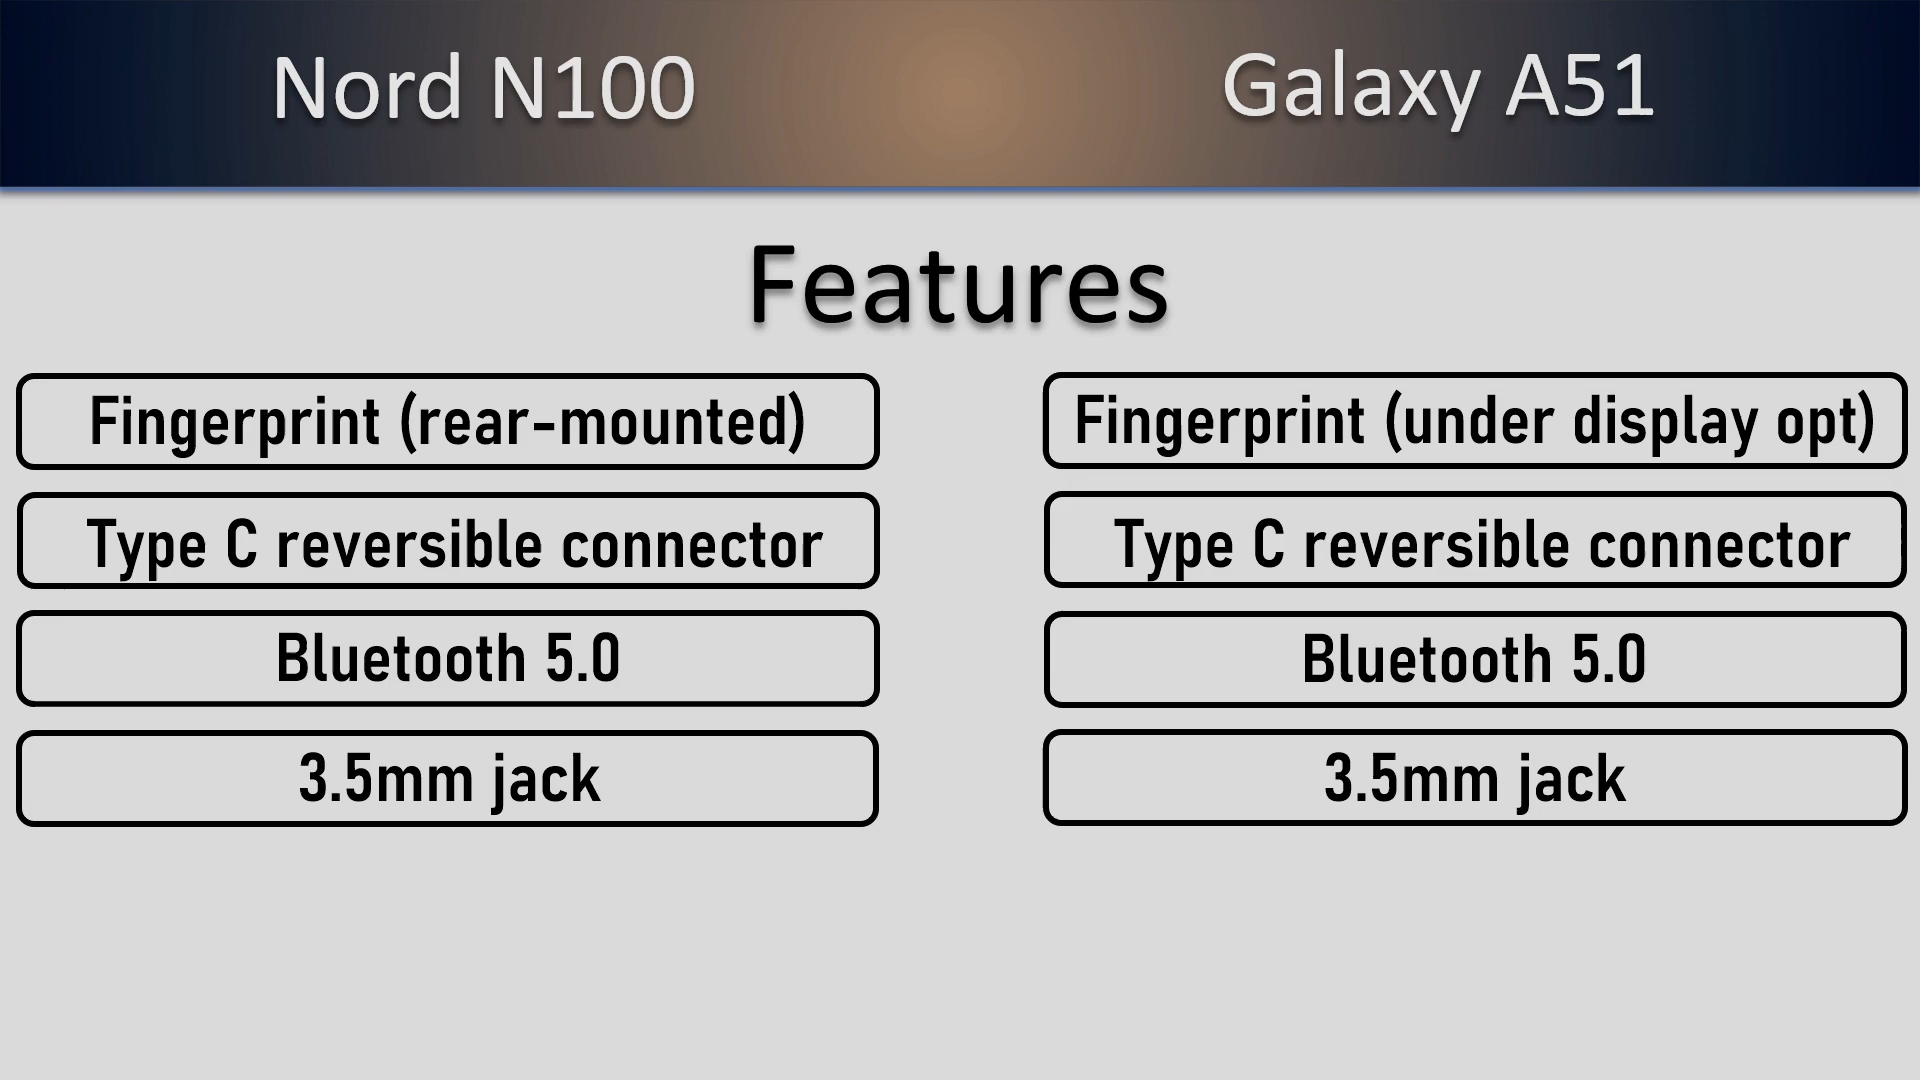 Nord N100
Galaxy A51
Features
Fingerprint (rear-mounted)
Fingerprint (under display opt)
Type C reversible connector
Type C reversible connector
Bluetooth 5.0
Bluetooth 5.0
3.5mm jack
3.5mm jack